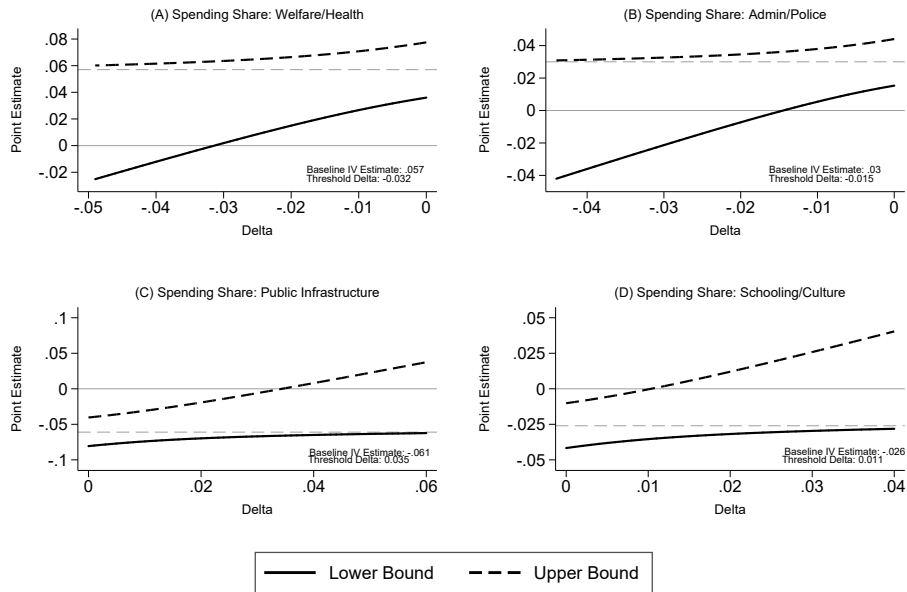 (A) Spending Share: Welfare/Health
Point Estimate
.08
.06
.04
.02
0
-.02
Baseline IV Estimate: .057
Threshold Delta: -0.032
-.05 -.04 -.03 -.02 -.01 0
Delta
(B) Spending Share: Admin/Police
Point Estimate
.04
.02
0
-.02
-.04
Baseline IV Estimate: .03
Threshold Delta: -0.015
-.04 -.03 -.02 -.01 0
Delta
(C) Spending Share: Public Infrastructure
Point Estimate
.1
.05
0
-.05
-.1
Baseline IV Estimate: -.061
Threshold Delta: 0.035
0 .02 .04 .06
Delta
(D) Spending Share: Schooling/Culture
Point Estimate
.05
.025
0
-.025
-.05
Baseline IV Estimate: -.026
Threshold Delta: 0.011
0 .01 .02 .03 .04
Delta
Lower Bound Upper Bound